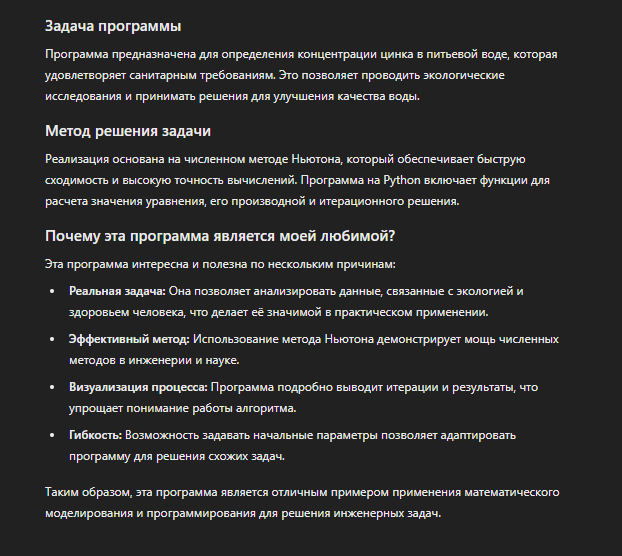 Задача программы
Программа предназначена для определения концентрации цинка в питьевой воде, которая
удовлетворяет санитарным требованиям. Это позволяет проводить экологические
исследования и принимать решения для улучшения качества воды.
Метод решения задачи
Реализация основана на численном методе Ньютона, который обеспечивает быструю
сходимость и высокую точность вычислений. Программа на Python включает функции для
расчета значения уравнения, его производной и итерационного решения.
Почему эта программа является моей любимой?
Эта программа интересна и полезна по нескольким причинам:
• Реальная задача: Она позволяет анализировать данные, связанные с экологией и
здоровьем человека, что делает её значимой в практическом применении.
• Эффективный метод: Использование метода Ньютона демонстрирует мощь численных
методов в инженерии и науке.
• Визуализация процесса: Программа подробно выводит итерации и результаты, что
упрощает понимание работы алгоритма.
• Гибкость: Возможность задавать начальные параметры позволяет адаптировать
программу для решения схожих задач.
Таким образом, эта программа является отличным примером применения математического
моделирования и программирования для решения инженерных задач.